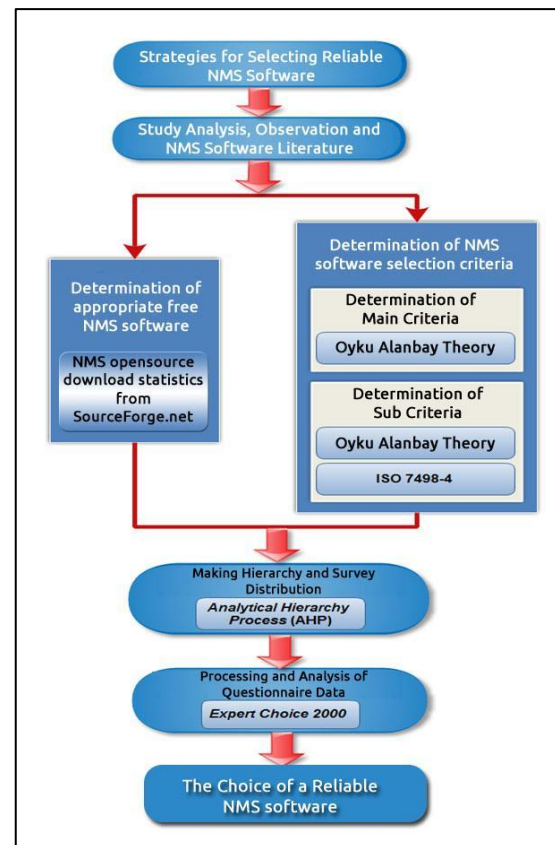 Strategies for Selecting Reliable
NMS Software
Study Analysis, Observation and
NMS Software Literature
Determination of
appropriate free
NMS software
NMS opensource
download statistics
from
SourceForge.net
Determination of NMS
software selection criteria
Determination of
Main Criteria
Oyku Alanbay Theory
Determination of
Sub Criteria
Oyku Alanbay Theory
ISO 7498-4
Making Hierarchy and Survey
Distribution
Analytical Hierarchy
Process (AHP)
Processing and Analysis of
Questionnaire Data
Expert Choice 2000
The Choice of a Reliable
NMS software